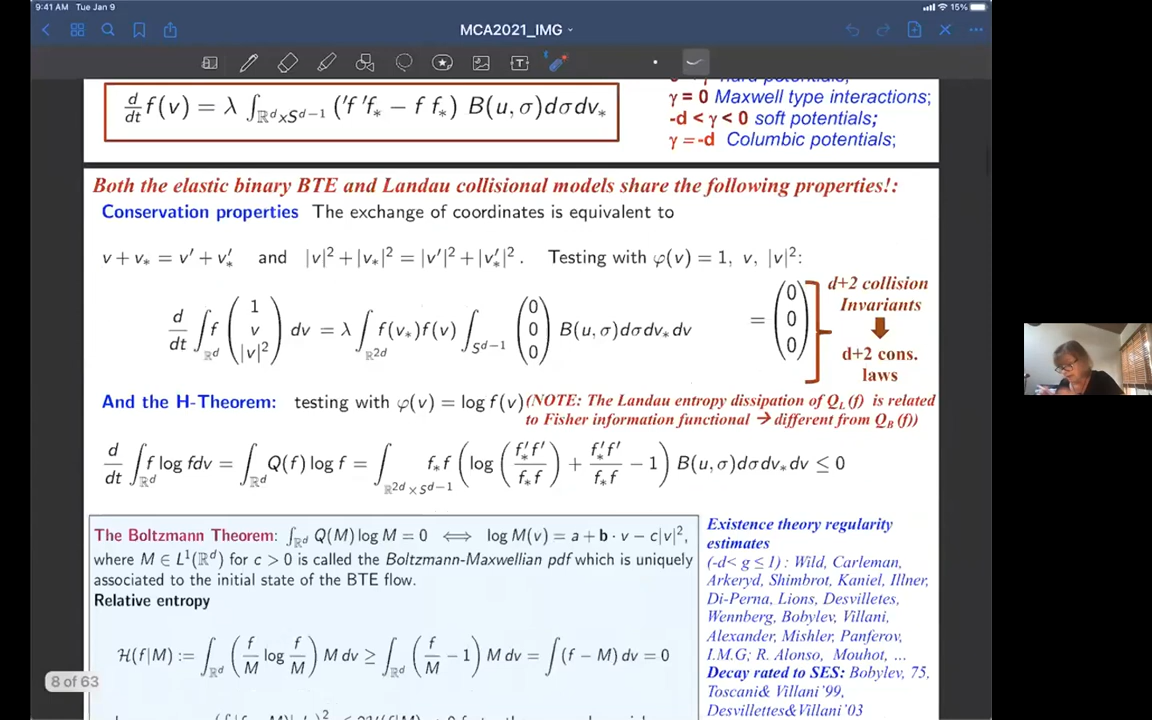 9:41 AM Tue Jan 9
15%
MCA2021_IMG
d/dt f(v) = λ ∫_{ℝ^d×S^{d−1}} ('f 'f_* − f f_*) B(u, σ)dσdv_*
γ = 0 Maxwell type interactions;
-d < γ < 0 soft potentials;
γ = -d Columbic potentials;
Both the elastic binary BTE and Landau collisional models share the following properties!:
Conservation properties The exchange of coordinates is equivalent to
v + v_* = v′ + v′_* and |v|² + |v_*|² = |v′|² + |v′_*|² . Testing with φ(v) = 1, v, |v|²:
d/dt ∫_{ℝ^d} f (1 v |v|²) dv = λ ∫_{ℝ^{2d}} f(v_*)f(v) ∫_{S^{d−1}} (0 0 0) B(u, σ)dσdv_* dv = (0 0 0)
d+2 collision
Invariants
d+2 cons.
laws
And the H-Theorem: testing with φ(v) = log f(v)
(NOTE: The Landau entropy dissipation of Q_L(f) is related
to Fisher information functional → different from Q_B(f))
d/dt ∫_{ℝ^d} f log fdv = ∫_{ℝ^d} Q(f) log f = ∫_{ℝ^{2d}×S^{d−1}} f_*f (log (f′_*f′/f_*f) + f′_*f′/f_*f − 1) B(u, σ)dσdv_*dv ≤ 0
The Boltzmann Theorem: ∫_{ℝ^d} Q(M) log M = 0 ⟺ log M(v) = a + b · v − c|v|²,
where M ∈ L¹(ℝ^d) for c > 0 is called the Boltzmann-Maxwellian pdf which is uniquely
associated to the initial state of the BTE flow.
Relative entropy
ℋ(f|M) := ∫_{ℝ^d} (f/M log f/M) M dv ≥ ∫_{ℝ^d} (f/M − 1) M dv = ∫(f − M) dv = 0
Existence theory regularity
estimates
(-d< g ≤ 1) : Wild, Carleman,
Arkeryd, Shimbrot, Kaniel, Illner,
Di-Perna, Lions, Desvilletes,
Wennberg, Bobylev, Villani,
Alexander, Mishler, Panferov,
I.M.G; R. Alonso, Mouhot, ...
Decay rated to SES: Bobylev, 75,
Toscani& Villani '99,
Desvillettes&Villani'03
8 of 63